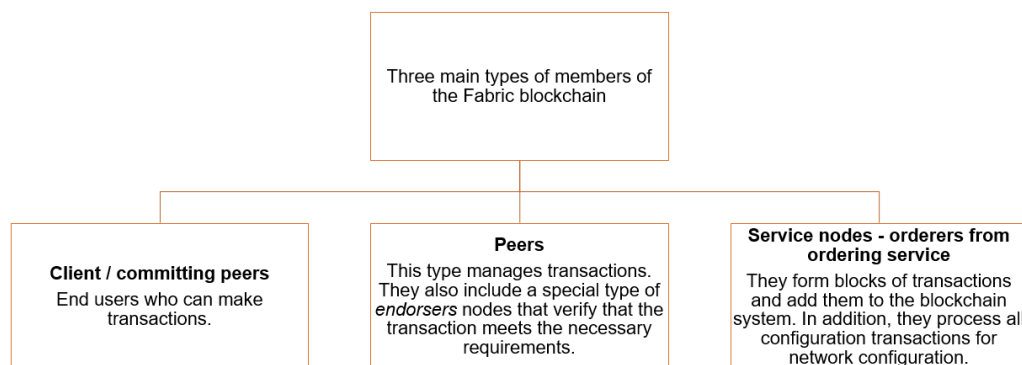 Three main types of members of
the Fabric blockchain
Client / committing peers
End users who can make
transactions.
Peers
This type manages transactions.
They also include a special type of
endorsers nodes that verify that the
transaction meets the necessary
requirements.
Service nodes - orderers from
ordering service
They form blocks of transactions
and add them to the blockchain
system. In addition, they process all
configuration transactions for
network configuration.